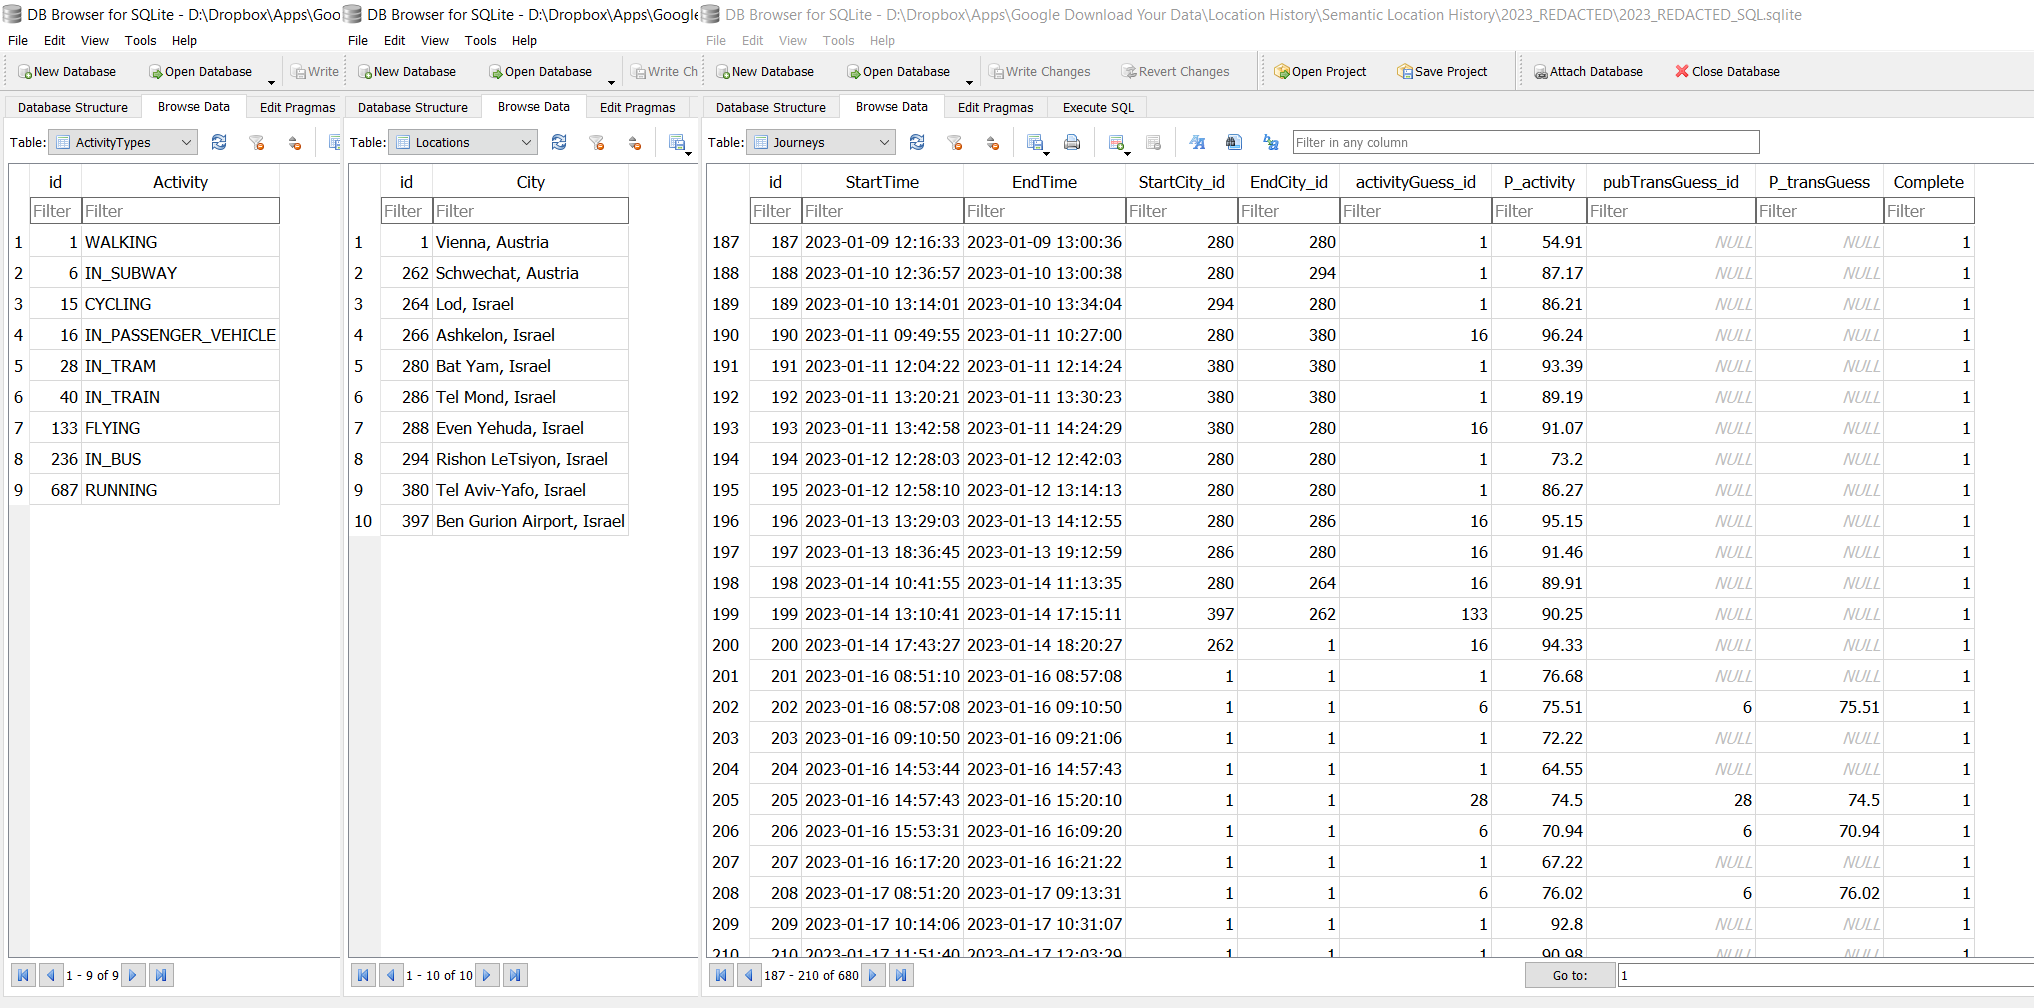 DB Browser for SQLite - D:\Dropbox\Apps\Goo
File Edit View Tools Help
New Database Open Database Write
Database Structure Browse Data Edit Pragmas
Table: ActivityTypes
id Activity
Filter Filter
1 1 WALKING
2 6 IN_SUBWAY
3 15 CYCLING
4 16 IN_PASSENGER_VEHICLE
5 28 IN_TRAM
6 40 IN_TRAIN
7 133 FLYING
8 236 IN_BUS
9 687 RUNNING
1 - 9 of 9
DB Browser for SQLite - D:\Dropbox\Apps\Google
File Edit View Tools Help
New Database Open Database Write Ch
Database Structure Browse Data Edit Pragmas
Table: Locations
id City
Filter Filter
1 1 Vienna, Austria
2 262 Schwechat, Austria
3 264 Lod, Israel
4 266 Ashkelon, Israel
5 280 Bat Yam, Israel
6 286 Tel Mond, Israel
7 288 Even Yehuda, Israel
8 294 Rishon LeTsiyon, Israel
9 380 Tel Aviv-Yafo, Israel
10 397 Ben Gurion Airport, Israel
1 - 10 of 10
DB Browser for SQLite - D:\Dropbox\Apps\Google Download Your Data\Location History\Semantic Location History\2023_REDACTED\2023_REDACTED_SQL.sqlite
File Edit View Tools Help
New Database Open Database Write Changes Revert Changes Open Project Save Project Attach Database Close Database
Database Structure Browse Data Edit Pragmas Execute SQL
Table: Journeys Filter in any column
id StartTime EndTime StartCity_id EndCity_id activityGuess_id P_activity pubTransGuess_id P_transGuess Complete
Filter Filter Filter Filter Filter Filter Filter Filter Filter Filter
187 187 2023-01-09 12:16:33 2023-01-09 13:00:36 280 280 1 54.91 NULL NULL 1
188 188 2023-01-10 12:36:57 2023-01-10 13:00:38 280 294 1 87.17 NULL NULL 1
189 189 2023-01-10 13:14:01 2023-01-10 13:34:04 294 280 1 86.21 NULL NULL 1
190 190 2023-01-11 09:49:55 2023-01-11 10:27:00 280 380 16 96.24 NULL NULL 1
191 191 2023-01-11 12:04:22 2023-01-11 12:14:24 380 380 1 93.39 NULL NULL 1
192 192 2023-01-11 13:20:21 2023-01-11 13:30:23 380 380 1 89.19 NULL NULL 1
193 193 2023-01-11 13:42:58 2023-01-11 14:24:29 380 280 16 91.07 NULL NULL 1
194 194 2023-01-12 12:28:03 2023-01-12 12:42:03 280 280 1 73.2 NULL NULL 1
195 195 2023-01-12 12:58:10 2023-01-12 13:14:13 280 280 1 86.27 NULL NULL 1
196 196 2023-01-13 13:29:03 2023-01-13 14:12:55 280 286 16 95.15 NULL NULL 1
197 197 2023-01-13 18:36:45 2023-01-13 19:12:59 286 280 16 91.46 NULL NULL 1
198 198 2023-01-14 10:41:55 2023-01-14 11:13:35 280 264 16 89.91 NULL NULL 1
199 199 2023-01-14 13:10:41 2023-01-14 17:15:11 397 262 133 90.25 NULL NULL 1
200 200 2023-01-14 17:43:27 2023-01-14 18:20:27 262 1 16 94.33 NULL NULL 1
201 201 2023-01-16 08:51:10 2023-01-16 08:57:08 1 1 1 76.68 NULL NULL 1
202 202 2023-01-16 08:57:08 2023-01-16 09:10:50 1 1 6 75.51 6 75.51 1
203 203 2023-01-16 09:10:50 2023-01-16 09:21:06 1 1 1 72.22 NULL NULL 1
204 204 2023-01-16 14:53:44 2023-01-16 14:57:43 1 1 1 64.55 NULL NULL 1
205 205 2023-01-16 14:57:43 2023-01-16 15:20:10 1 1 28 74.5 28 74.5 1
206 206 2023-01-16 15:53:31 2023-01-16 16:09:20 1 1 6 70.94 6 70.94 1
207 207 2023-01-16 16:17:20 2023-01-16 16:21:22 1 1 1 67.22 NULL NULL 1
208 208 2023-01-17 08:51:20 2023-01-17 09:13:31 1 1 6 76.02 6 76.02 1
209 209 2023-01-17 10:14:06 2023-01-17 10:31:07 1 1 1 92.8 NULL NULL 1
210 210 2023-01-17 11:51:40 2023-01-17 12:03:29 1 1 1 90.98 NULL NULL 1
187 - 210 of 680 Go to: 1